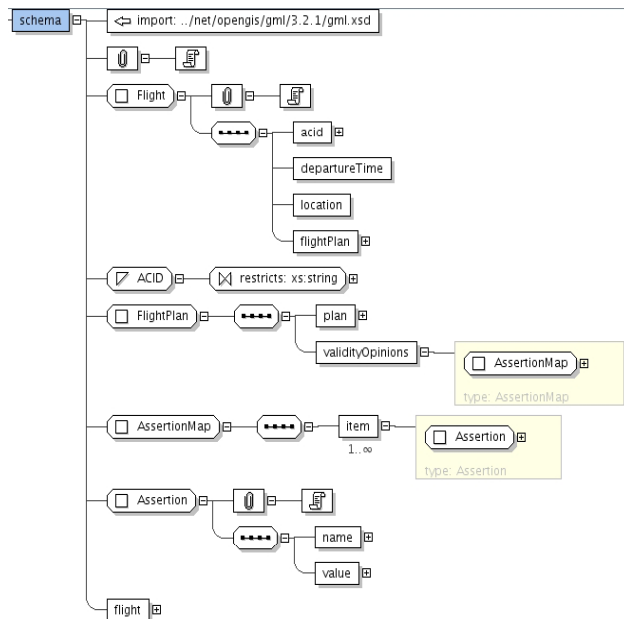 schema
import: ../net/opengis/gml/3.2.1/gml.xsd
Flight
acid
departureTime
location
flightPlan
ACID
restricts: xs:string
FlightPlan
plan
validityOpinions
AssertionMap
type: AssertionMap
AssertionMap
item
1..∞
Assertion
type: Assertion
Assertion
name
value
flight